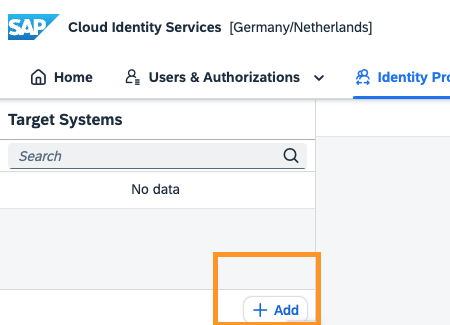 SAP Cloud Identity Services [Germany/Netherlands]
Home Users & Authorizations Identity Pro
Target Systems
Search
No data
+ Add